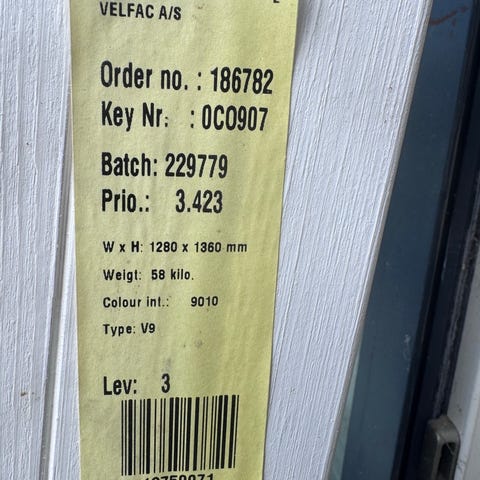 VELFAC A/S
Order no. : 186782
Key Nr. : 0C0907
Batch: 229779
Prio.: 3.423
W x H: 1280 x 1360 mm
Weigt: 58 kilo.
Colour int.: 9010
Type: V9
Lev: 3